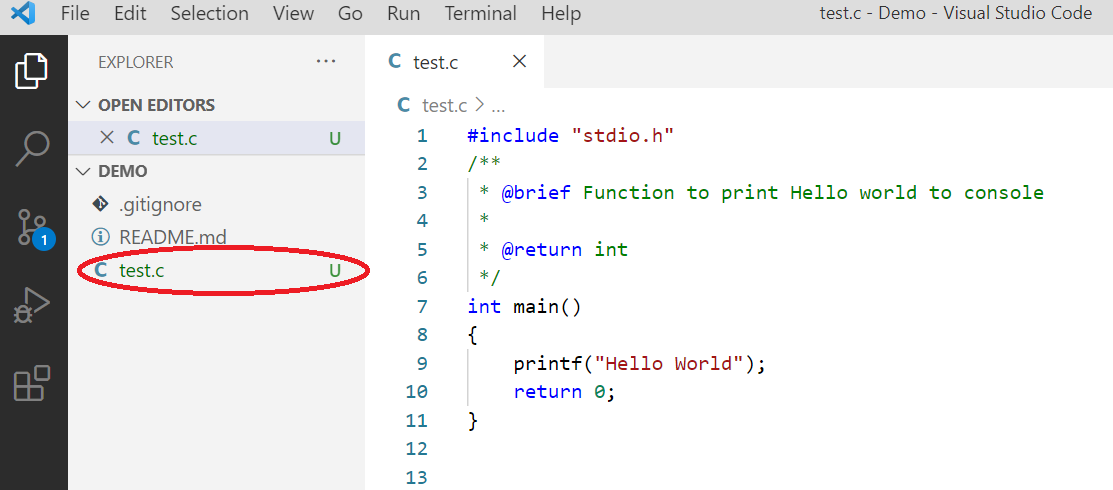 File Edit Selection View Go Run Terminal Help test.c - Demo - Visual Studio Code
EXPLORER ...
OPEN EDITORS
C test.c U
DEMO
.gitignore
README.md
C test.c U
1
C test.c
C test.c > ...
1 #include "stdio.h"
2 /**
3 * @brief Function to print Hello world to console
4 *
5 * @return int
6 */
7 int main()
8 {
9 printf("Hello World");
10 return 0;
11 }
12
13